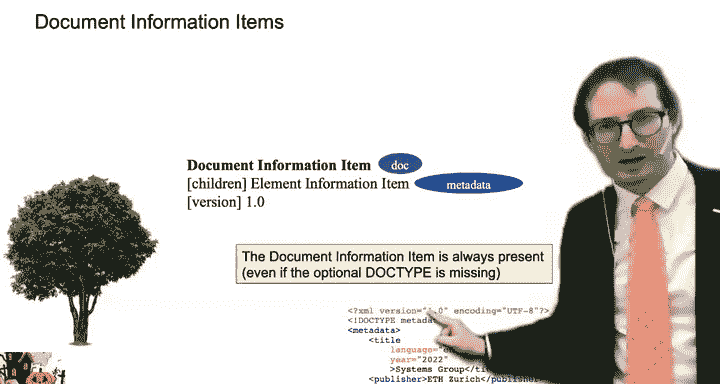 Document Information Items
Document Information Item doc
[children] Element Information Item metadata
[version] 1.0
The Document Information Item is always present
(even if the optional DOCTYPE is missing)
<?xml version="1.0" encoding="UTF-8"?>
<!DOCTYPE metada
<metadata>
<title
language="e
year="2022"
>Systems Group</ti
<publisher>ETH Zurich</publisher>